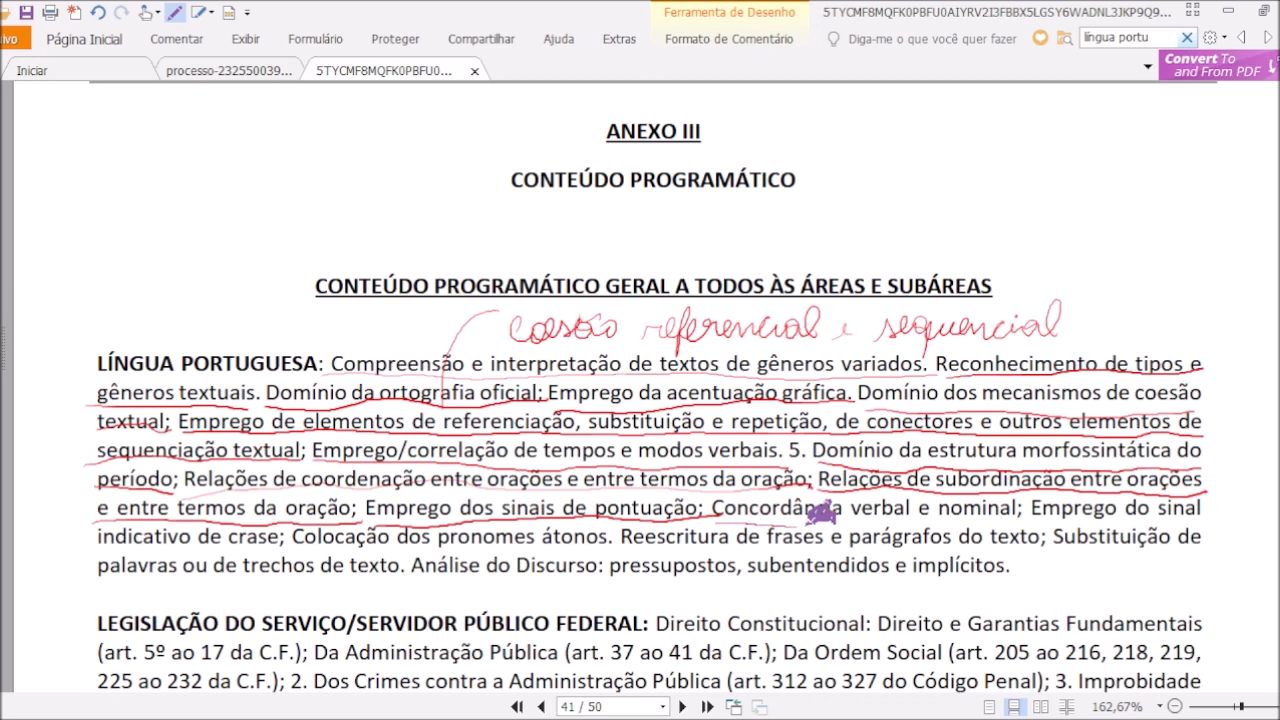 Ferramenta de Desenho
5TYCMF8MQFK0PBFU0AIYRV2I3FBBX5LGSY6WADNL3JKP9Q9...
ivo
Página Inicial
Comentar
Exibir
Formulário
Proteger
Compartilhar
Ajuda
Extras
Formato de Comentário
Diga-me o que você quer fazer
língua portu
Iniciar
processo-232550039...
5TYCMF8MQFK0PBFU0...
Convert To
and From PDF
ANEXO III
CONTEÚDO PROGRAMÁTICO
CONTEÚDO PROGRAMÁTICO GERAL A TODOS ÀS ÁREAS E SUBÁREAS
coesão referencial e sequencial
LÍNGUA PORTUGUESA: Compreensão e interpretação de textos de gêneros variados. Reconhecimento de tipos e
gêneros textuais. Domínio da ortografia oficial; Emprego da acentuação gráfica. Domínio dos mecanismos de coesão
textual; Emprego de elementos de referenciação, substituição e repetição, de conectores e outros elementos de
sequenciação textual; Emprego/correlação de tempos e modos verbais. 5. Domínio da estrutura morfossintática do
período; Relações de coordenação entre orações e entre termos da oração; Relações de subordinação entre orações
e entre termos da oração; Emprego dos sinais de pontuação; Concordância verbal e nominal; Emprego do sinal
indicativo de crase; Colocação dos pronomes átonos. Reescritura de frases e parágrafos do texto; Substituição de
palavras ou de trechos de texto. Análise do Discurso: pressupostos, subentendidos e implícitos.
LEGISLAÇÃO DO SERVIÇO/SERVIDOR PÚBLICO FEDERAL: Direito Constitucional: Direito e Garantias Fundamentais
(art. 5º ao 17 da C.F.); Da Administração Pública (art. 37 ao 41 da C.F.); Da Ordem Social (art. 205 ao 216, 218, 219,
225 ao 232 da C.F.); 2. Dos Crimes contra a Administração Pública (art. 312 ao 327 do Código Penal); 3. Improbidade
41 / 50
162,67%